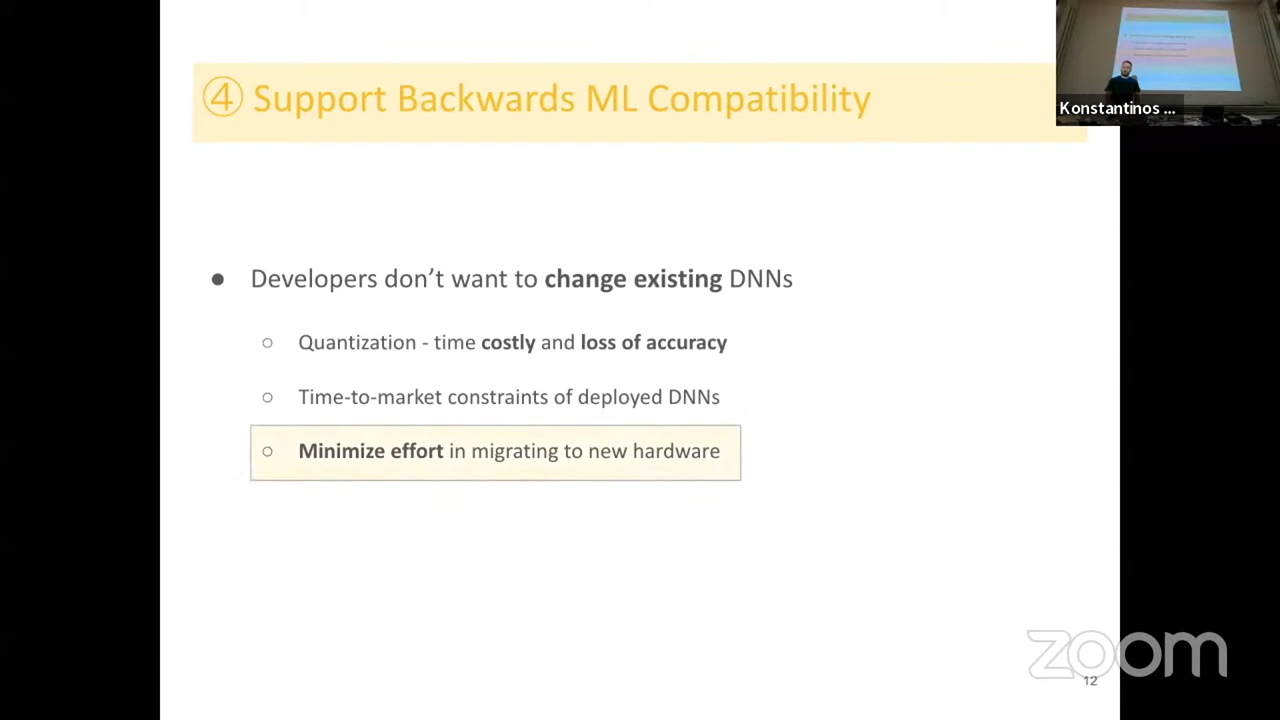 ④ Support Backwards ML Compatibility
Konstantinos ...
● Developers don’t want to change existing DNNs
○ Quantization - time costly and loss of accuracy
○ Time-to-market constraints of deployed DNNs
○ Minimize effort in migrating to new hardware
zoom
12